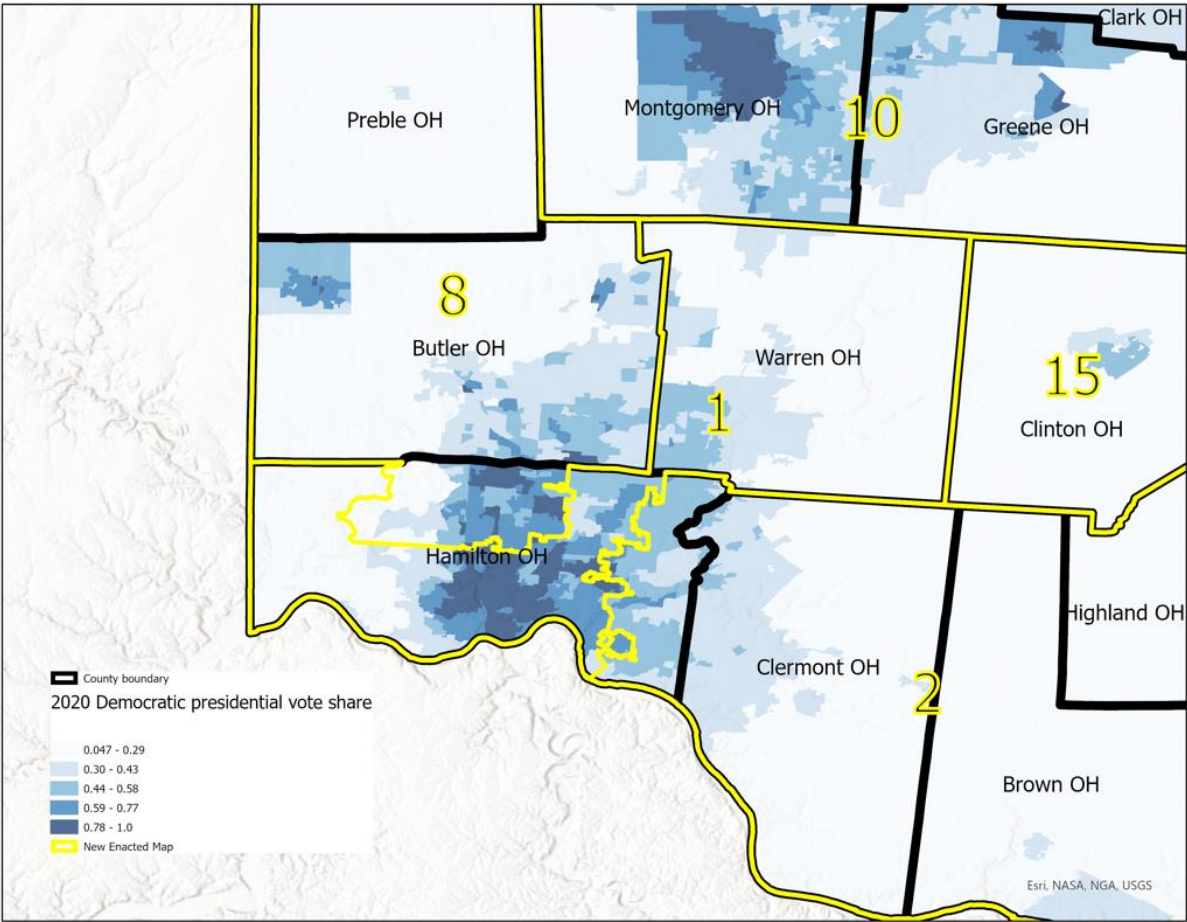 Clark OH
Preble OH
Montgomery OH
10
Greene OH
8
Butler OH
Warren OH
1
15
Clinton OH
Hamilton OH
Highland OH
Clermont OH
2
Brown OH
County boundary
2020 Democratic presidential vote share
0.047 - 0.29
0.30 - 0.43
0.44 - 0.58
0.59 - 0.77
0.78 - 1.0
New Enacted Map
Esri, NASA, NGA, USGS